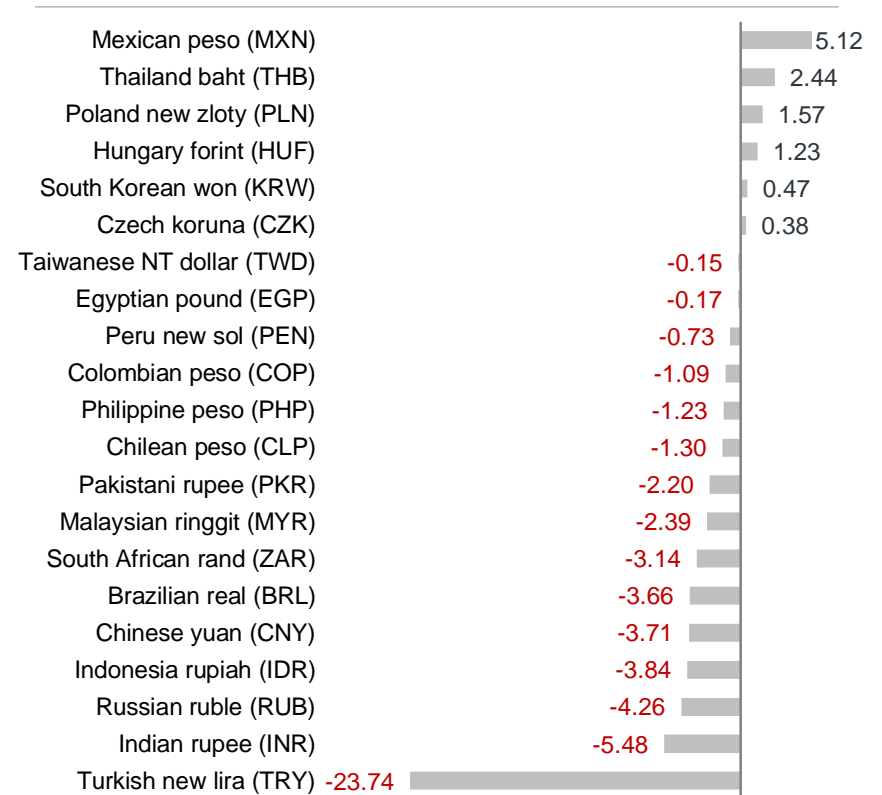 Mexican peso (MXN) 5.12
Thailand baht (THB) 2.44
Poland new zloty (PLN) 1.57
Hungary forint (HUF) 1.23
South Korean won (KRW) 0.47
Czech koruna (CZK) 0.38
Taiwanese NT dollar (TWD) -0.15
Egyptian pound (EGP) -0.17
Peru new sol (PEN) -0.73
Colombian peso (COP) -1.09
Philippine peso (PHP) -1.23
Chilean peso (CLP) -1.30
Pakistani rupee (PKR) -2.20
Malaysian ringgit (MYR) -2.39
South African rand (ZAR) -3.14
Brazilian real (BRL) -3.66
Chinese yuan (CNY) -3.71
Indonesia rupiah (IDR) -3.84
Russian ruble (RUB) -4.26
Indian rupee (INR) -5.48
Turkish new lira (TRY) -23.74